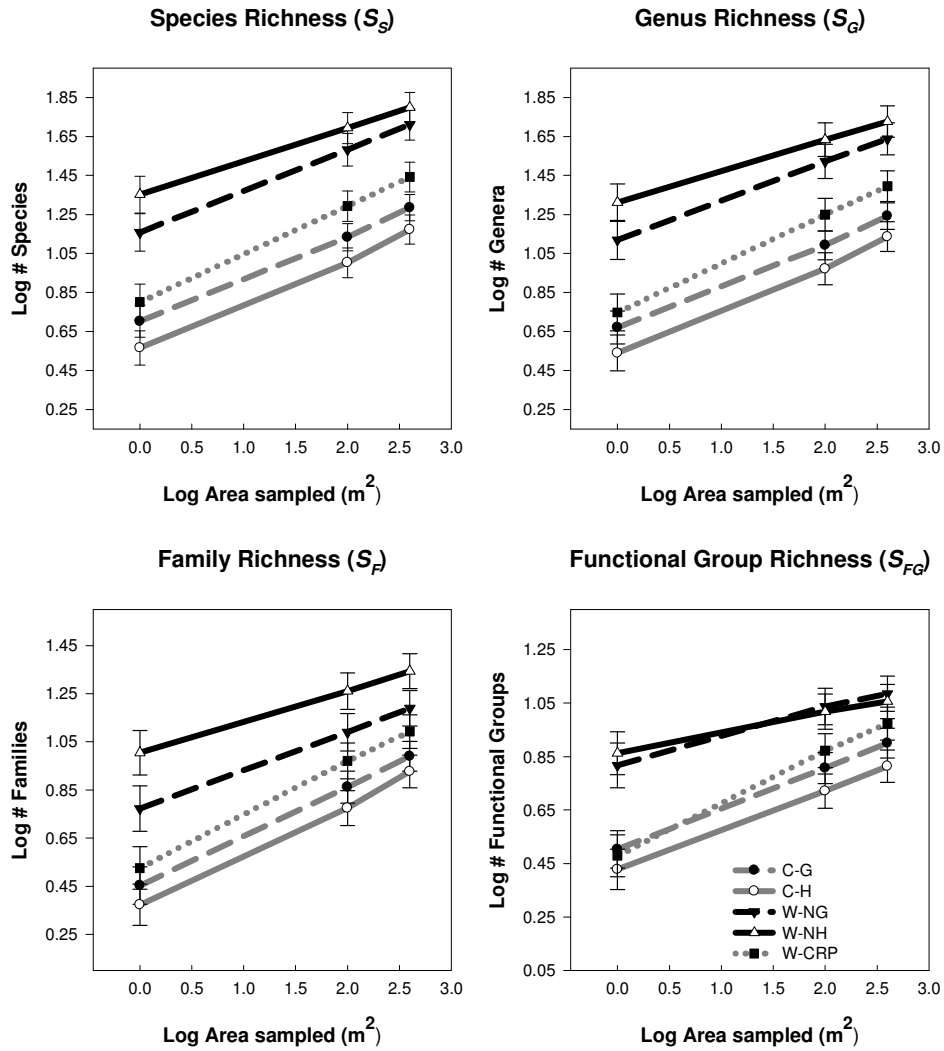 Species Richness (S_S)
Genus Richness (S_G)
Log # Species
1.85
1.65
1.45
1.25
1.05
0.85
0.65
0.45
0.25
0.0 0.5 1.0 1.5 2.0 2.5 3.0
Log Area sampled (m²)
Log # Genera
1.85
1.65
1.45
1.25
1.05
0.85
0.65
0.45
0.25
0.0 0.5 1.0 1.5 2.0 2.5 3.0
Log Area sampled (m²)
Family Richness (S_F)
Functional Group Richness (S_FG)
Log # Families
1.45
1.25
1.05
0.85
0.65
0.45
0.25
0.0 0.5 1.0 1.5 2.0 2.5 3.0
Log Area sampled (m²)
Log # Functional Groups
1.25
1.05
0.85
0.65
0.45
0.25
0.05
C-G
C-H
W-NG
W-NH
W-CRP
0.0 0.5 1.0 1.5 2.0 2.5 3.0
Log Area sampled (m²)